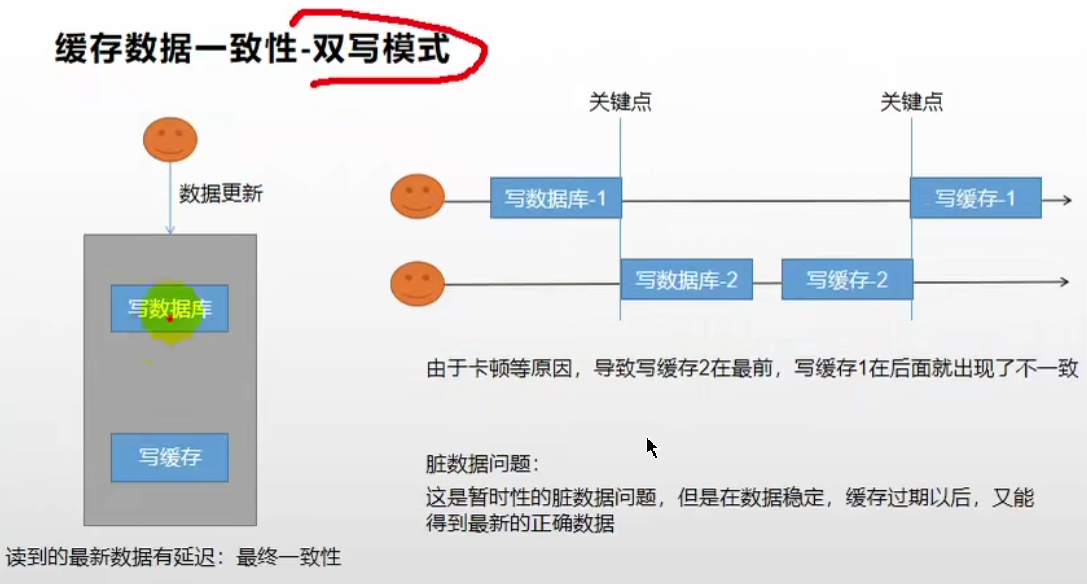 缓存数据一致性-双写模式
数据更新
写数据库
写缓存
读到的最新数据有延迟：最终一致性
关键点
关键点
写数据库-1
写缓存-1
写数据库-2
写缓存-2
由于卡顿等原因，导致写缓存2在最前，写缓存1在后面就出现了不一致
脏数据问题：
这是暂时性的脏数据问题，但是在数据稳定，缓存过期以后，又能
得到最新的正确数据